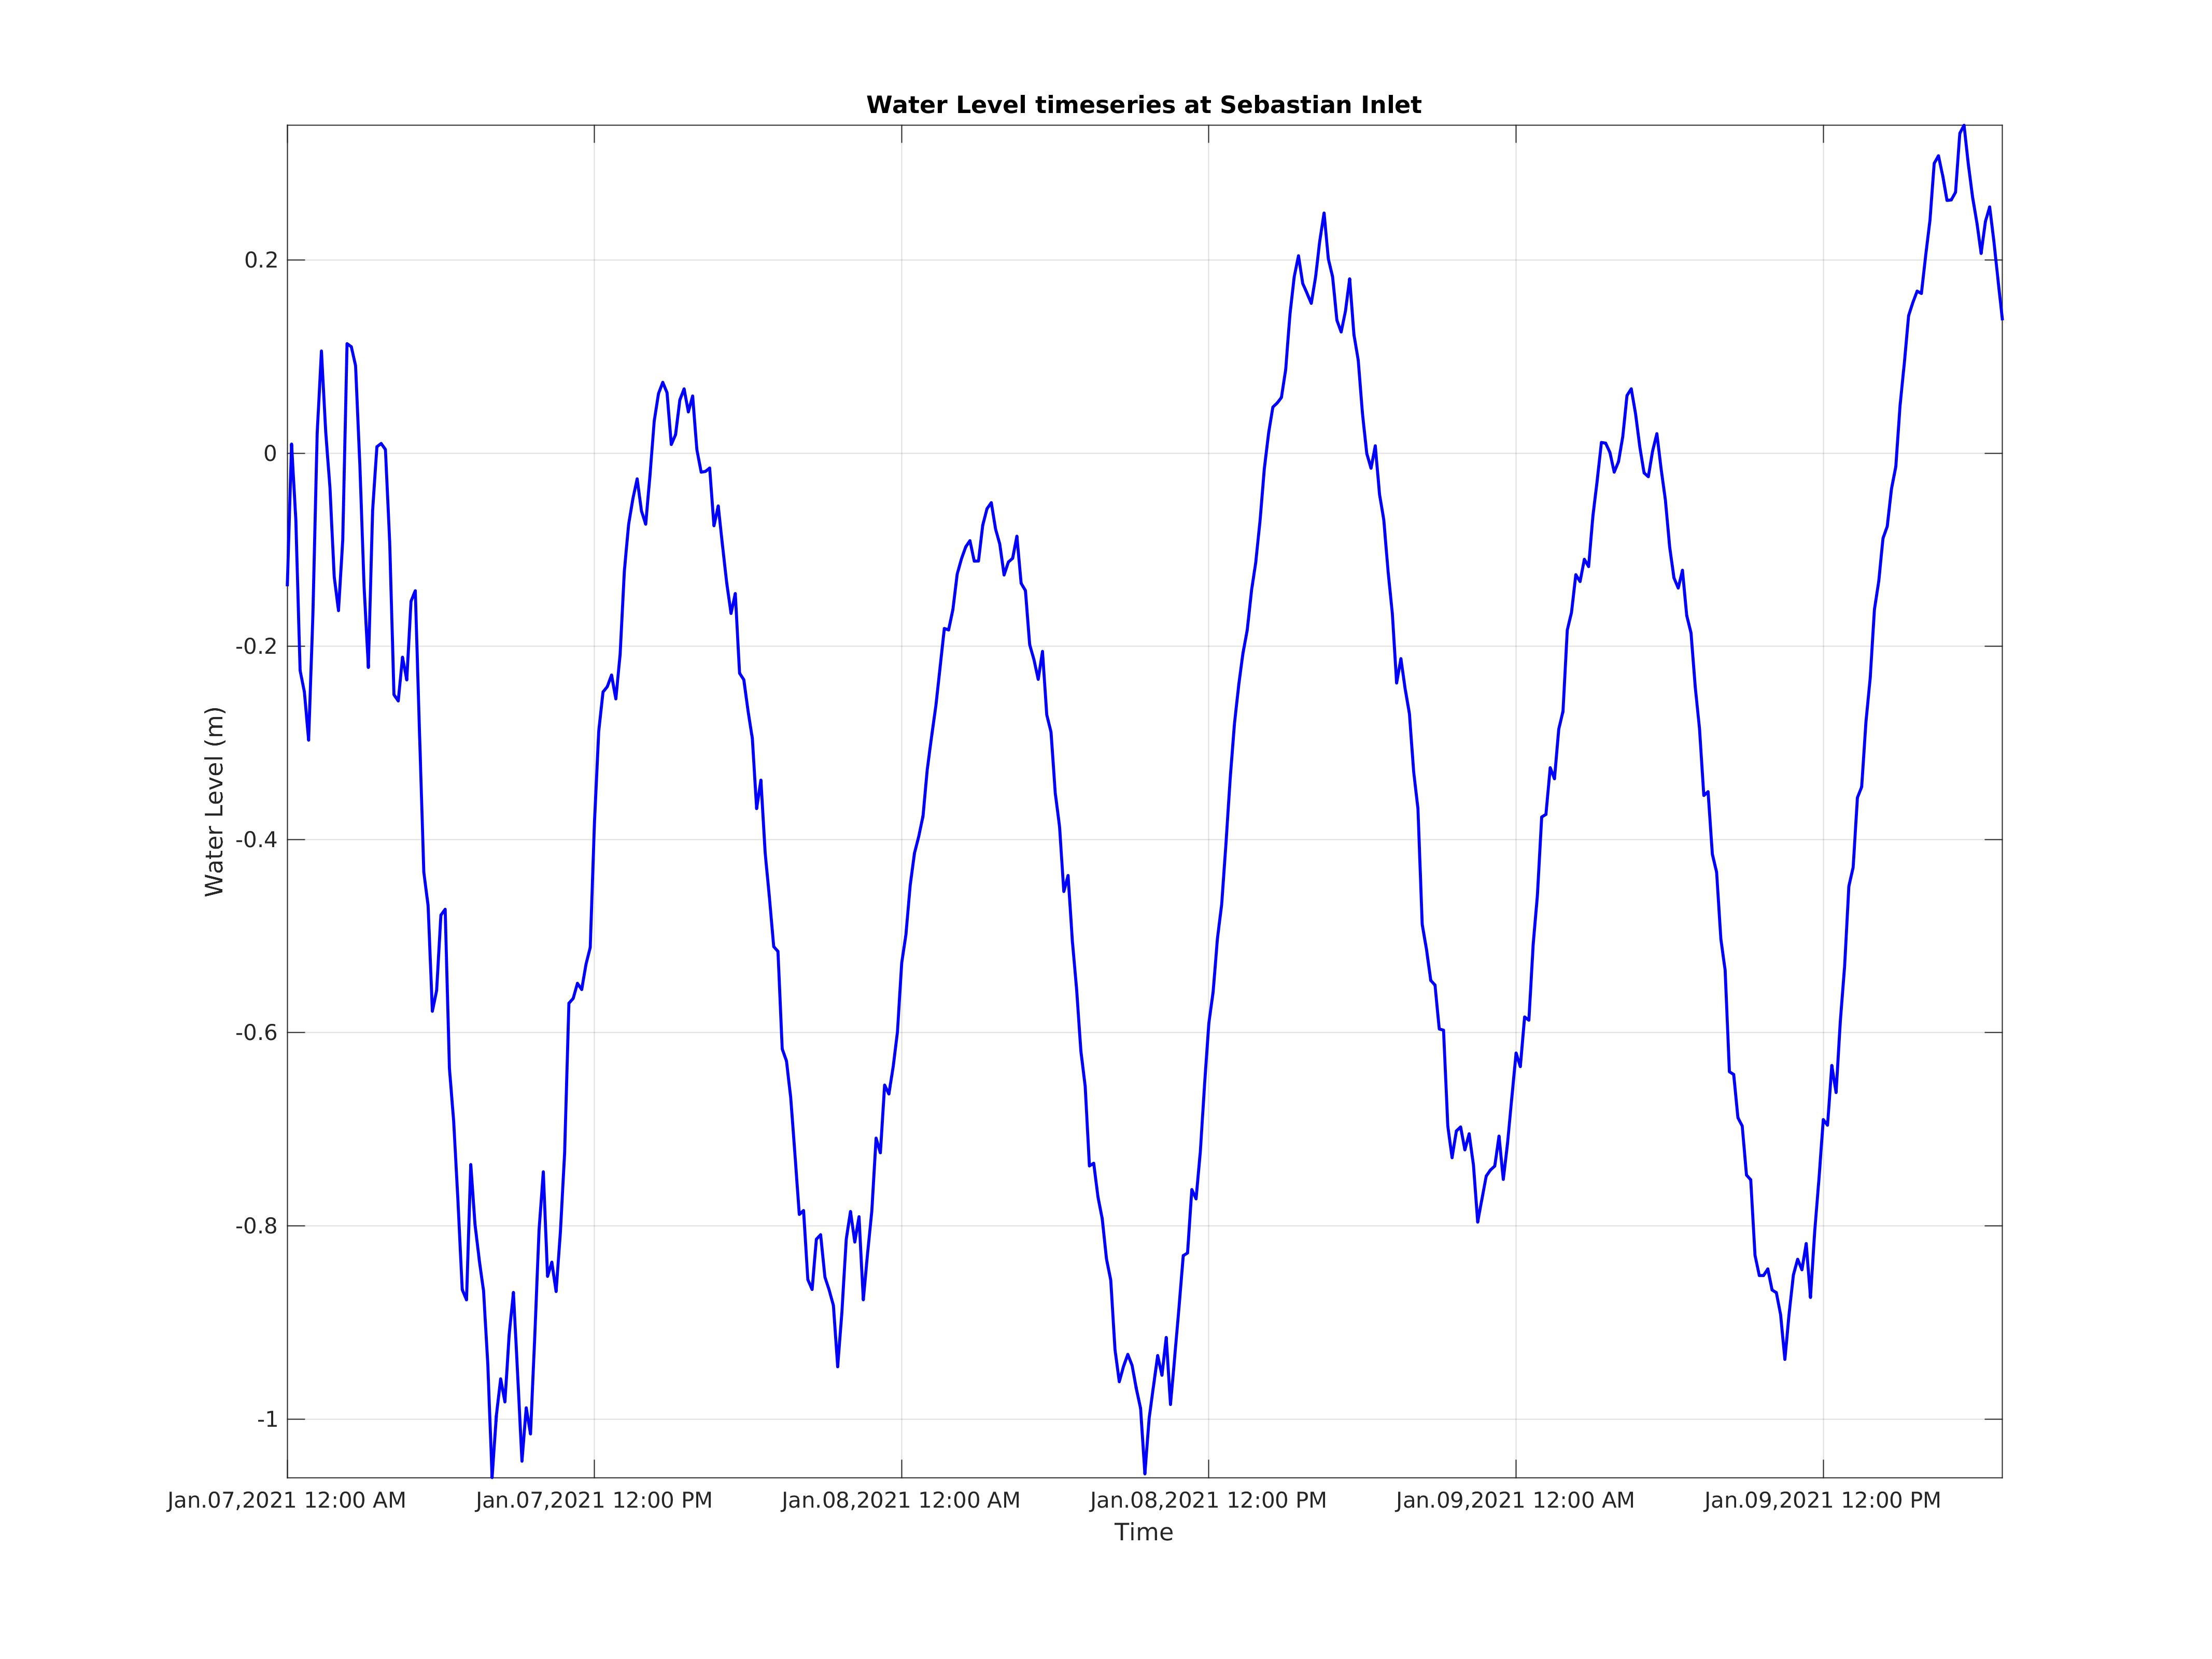 Water Level timeseries at Sebastian Inlet
0.2
0
-0.2
-0.4
-0.6
-0.8
-1
Water Level (m)
Jan.07,2021 12:00 AM
Jan.07,2021 12:00 PM
Jan.08,2021 12:00 AM
Jan.08,2021 12:00 PM
Jan.09,2021 12:00 AM
Jan.09,2021 12:00 PM
Time